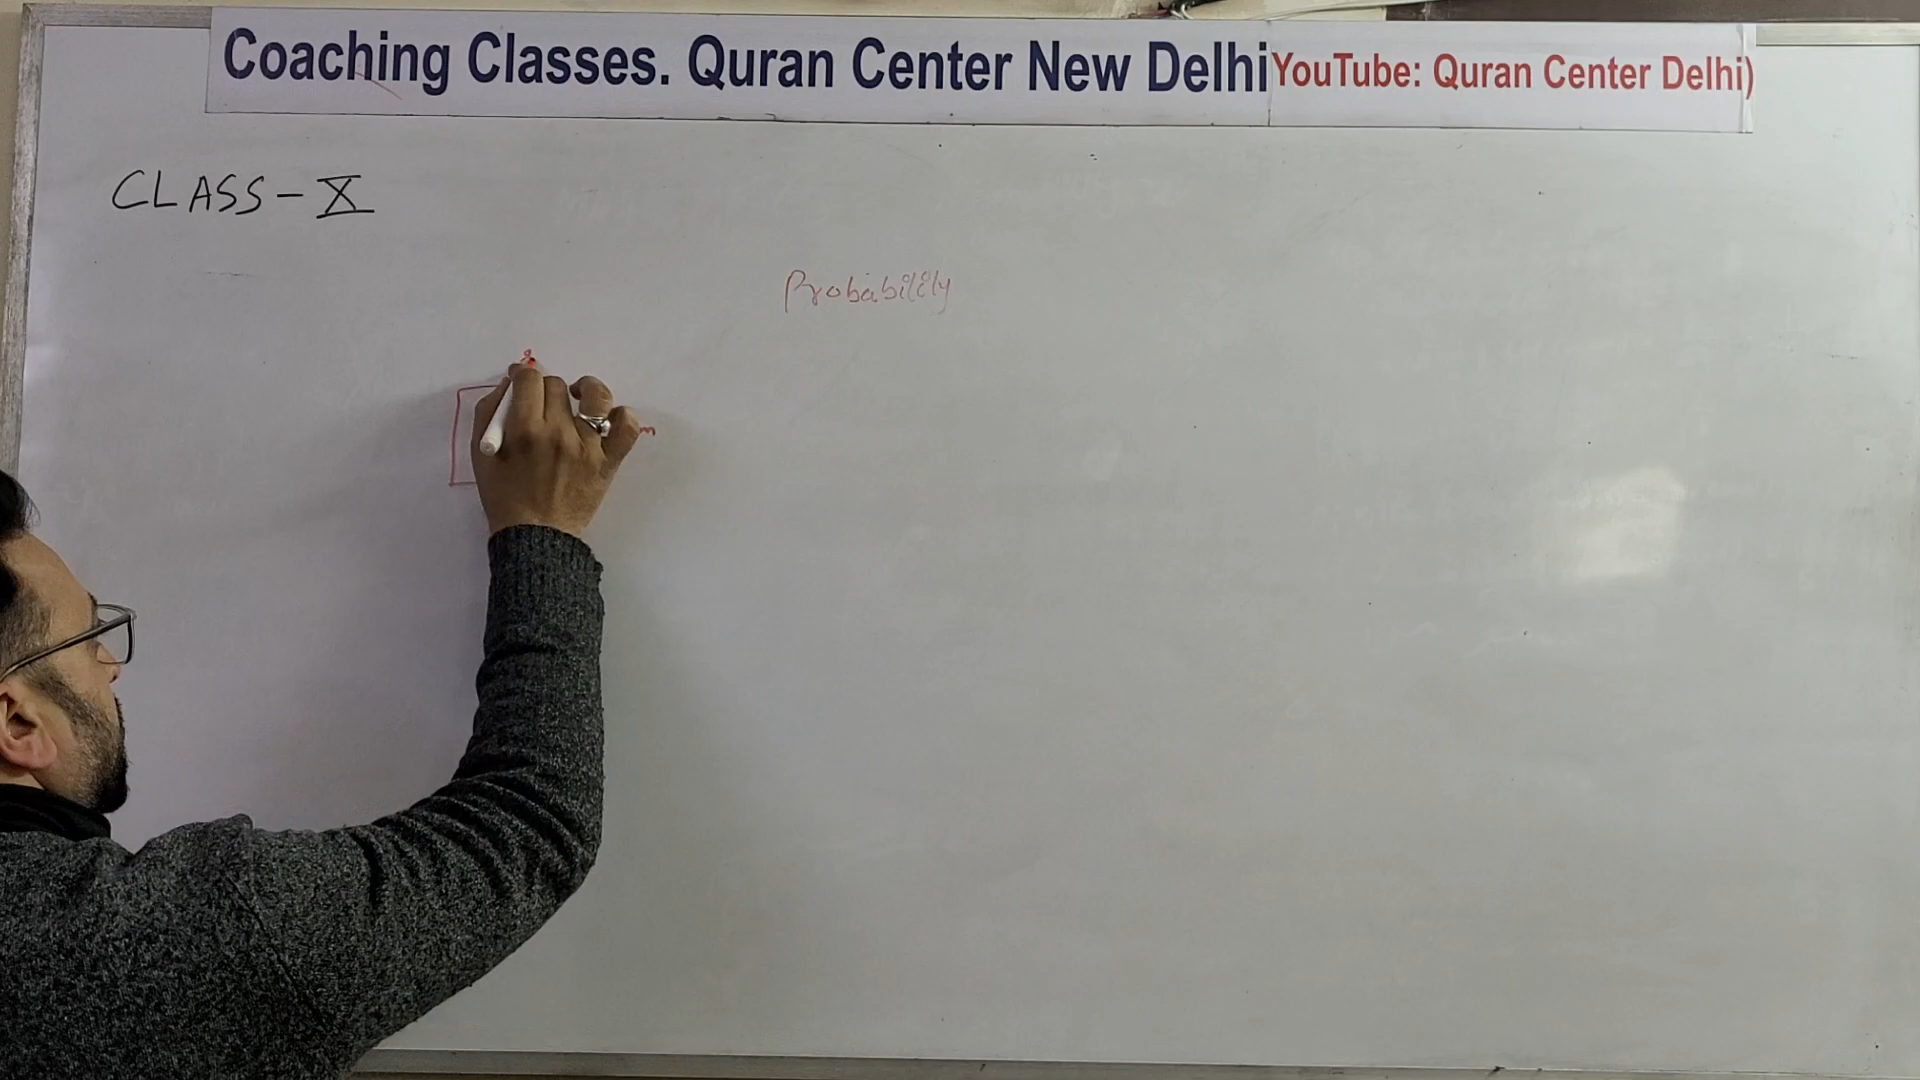 Coaching Classes. Quran Center New Delhi YouTube: Quran Center Delhi)
CLASS-X
Probability
m